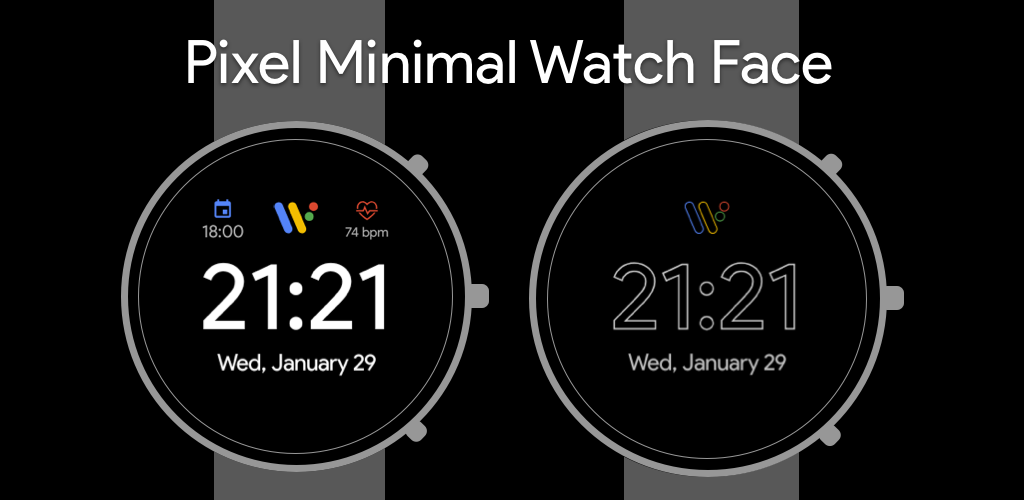 Pixel Minimal Watch Face
18:00
74 bpm
21:21
Wed, January 29
21:21
Wed, January 29